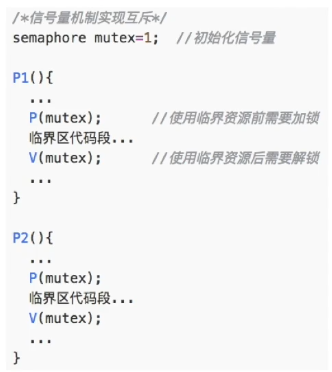 /*信号量机制实现互斥*/
semaphore mutex=1;  //初始化信号量
P1(){
...
P(mutex);      //使用临界资源前需要加锁
临界区代码段...
V(mutex);      //使用临界资源后需要解锁
...
}
P2(){
...
P(mutex);
临界区代码段...
V(mutex);
...
}